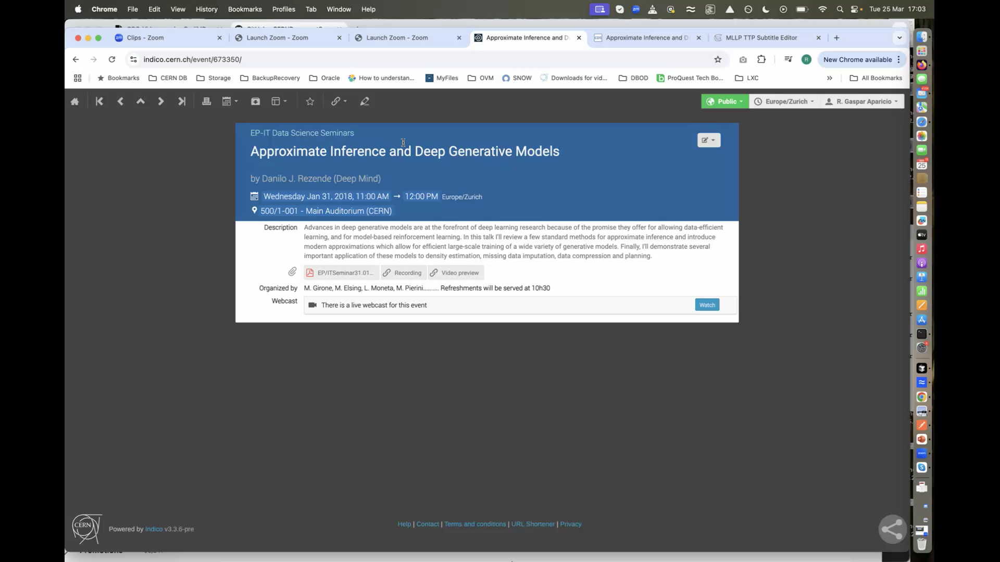 Chrome File Edit View History Bookmarks Profiles Tab Window Help Tue 25 Mar 17:03
Clips - Zoom Launch Zoom - Zoom Launch Zoom - Zoom Approximate Inference and D Approximate Inference and D MLLP TTP Subtitle Editor
indico.cern.ch/event/673350/ R New Chrome available
Bookmarks CERN DB Storage BackupRecovery Oracle How to understan... MyFiles OVM SNOW Downloads for vid... DBOD ProQuest Tech Bo... LXC » All Bookmarks
Public Europe/Zurich R. Gaspar Aparicio
EP-IT Data Science Seminars
Approximate Inference and Deep Generative Models
by Danilo J. Rezende (Deep Mind)
Wednesday Jan 31, 2018, 11:00 AM → 12:00 PM Europe/Zurich
500/1-001 - Main Auditorium (CERN)
Description Advances in deep generative models are at the forefront of deep learning research because of the promise they offer for allowing data-efficient
learning, and for model-based reinforcement learning. In this talk I'll review a few standard methods for approximate inference and introduce
modern approximations which allow for efficient large-scale training of a wide variety of generative models. Finally, I'll demonstrate several
important application of these models to density estimation, missing data imputation, data compression and planning.
EP/ITSeminar31.01... Recording Video preview
Organized by M. Girone, M. Elsing, L. Moneta, M. Pierini......... Refreshments will be served at 10h30
Webcast There is a live webcast for this event Watch
CERN Powered by Indico v3.3.6-pre
Help | Contact | Terms and conditions | URL Shortener | Privacy